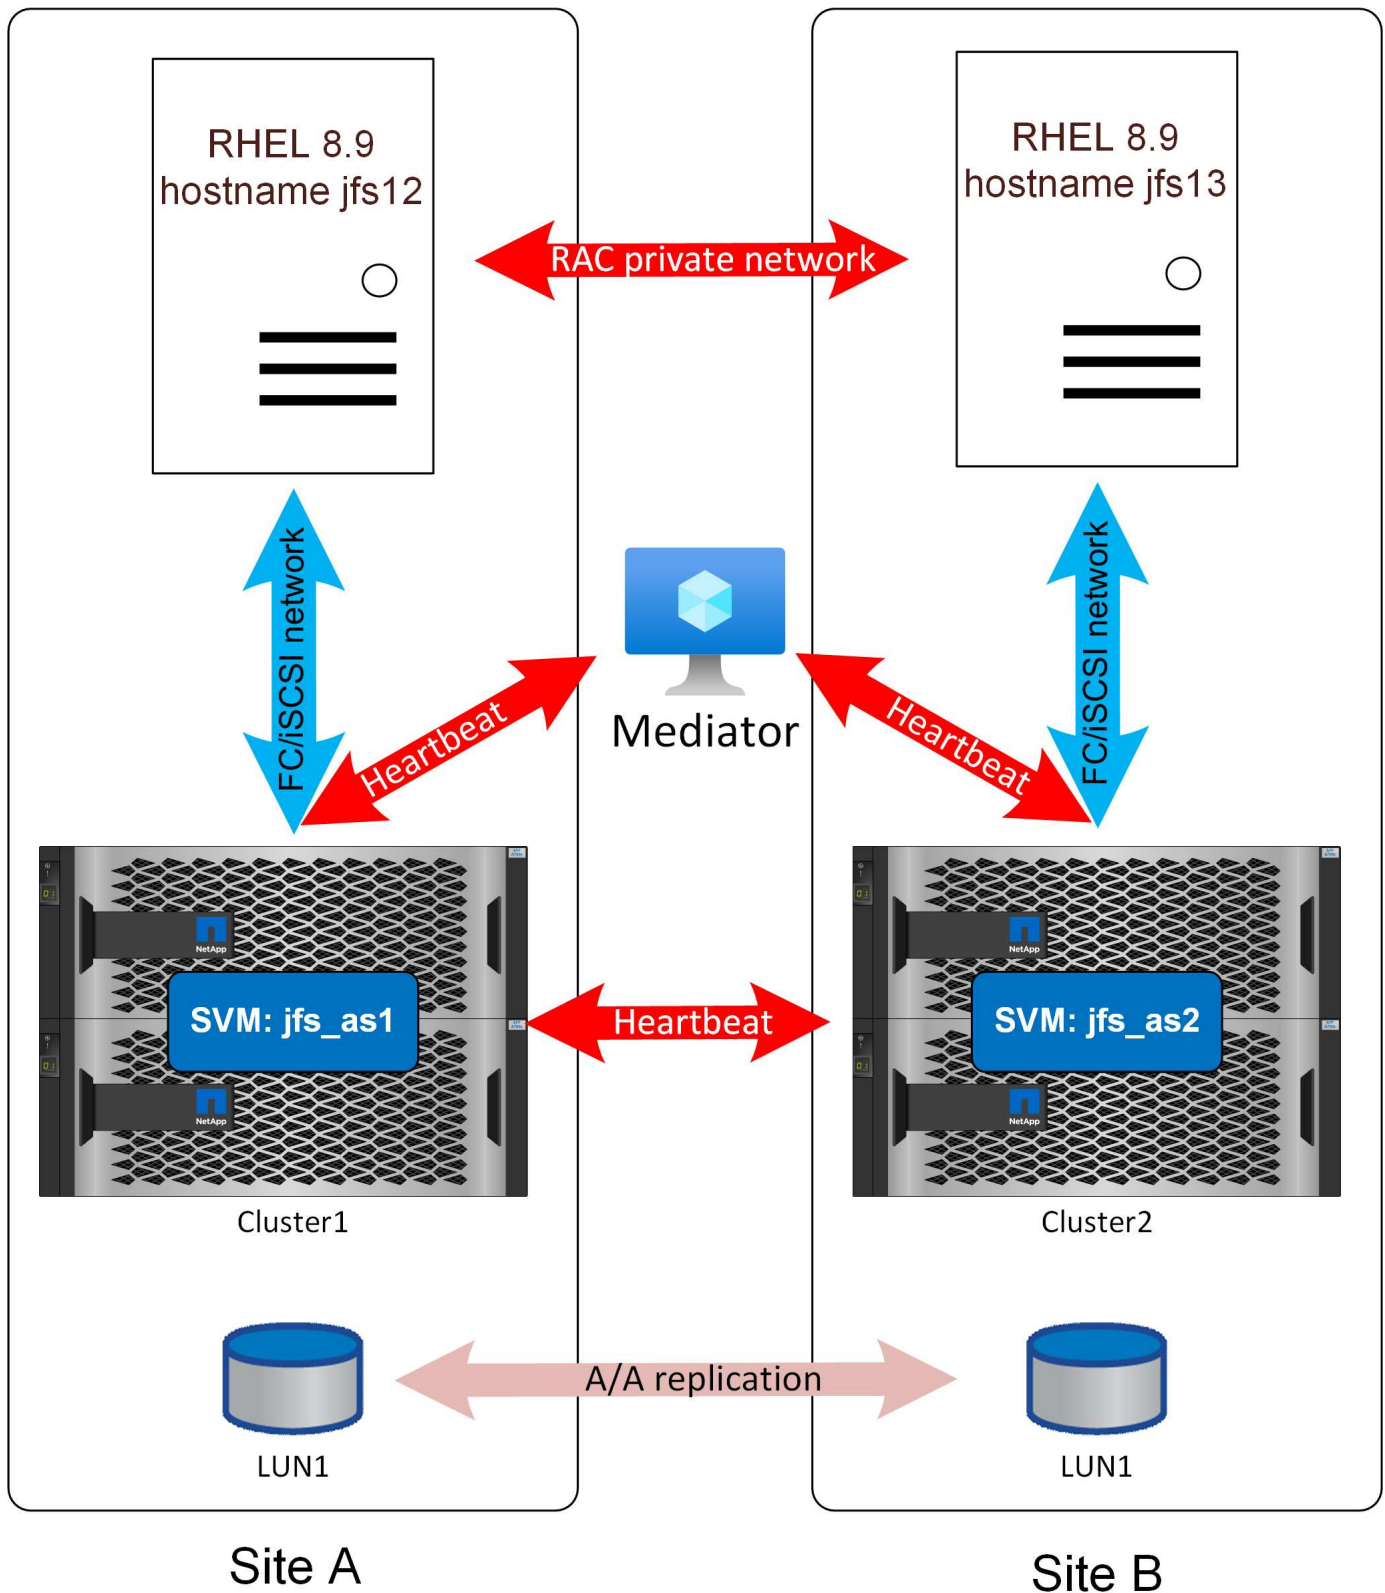 RHEL 8.9
hostname jfs12
RHEL 8.9
hostname jfs13
RAC private network
FC/iSCSI network
FC/iSCSI network
Mediator
Heartbeat
Heartbeat
NetApp
NetApp
SVM: jfs_as1
Heartbeat
SVM: jfs_as2
NetApp
NetApp
Cluster1
Cluster2
A/A replication
LUN1
LUN1
Site A
Site B